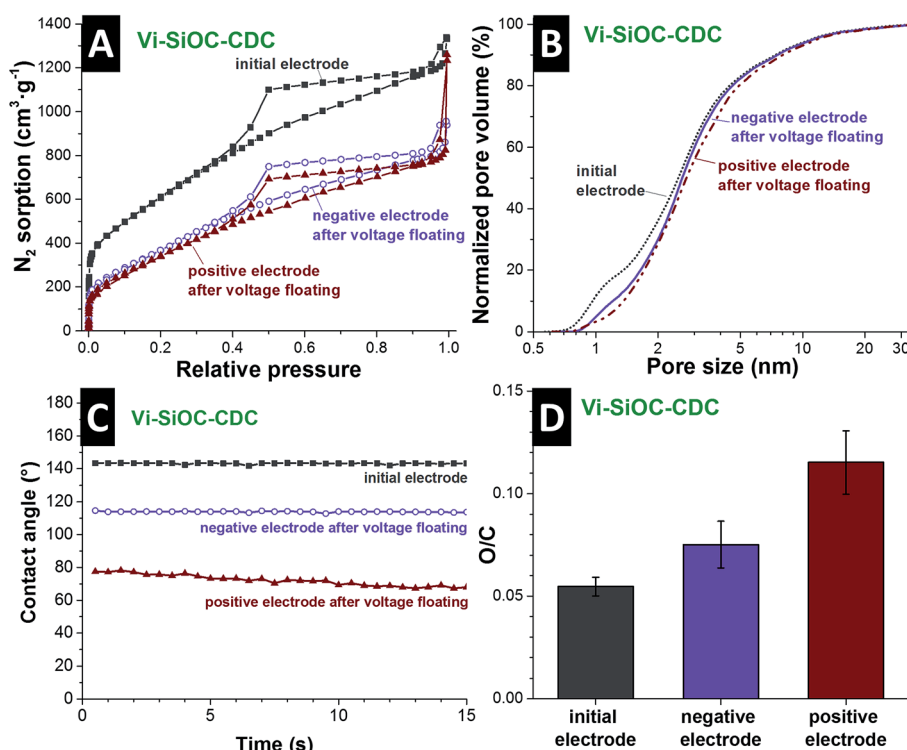 A
Vi-SiOC-CDC
N₂ sorption (cm³·g⁻¹)
1400
1200
1000
800
600
400
200
0
initial electrode
negative electrode
after voltage floating
positive electrode
after voltage floating
0.0
0.2
0.4
0.6
0.8
1.0
Relative pressure
B
Vi-SiOC-CDC
Normalized pore volume (%)
100
80
60
40
20
0
initial
electrode
negative electrode
after voltage floating
positive electrode
after voltage floating
0.5
1
2
5
10
30
Pore size (nm)
C
Vi-SiOC-CDC
Contact angle (°)
160
140
120
100
80
60
40
20
0
initial electrode
negative electrode after voltage floating
positive electrode after voltage floating
0
5
10
15
Time (s)
D
Vi-SiOC-CDC
O/C
0.15
0.10
0.05
0.00
initial
electrode
negative
electrode
positive
electrode